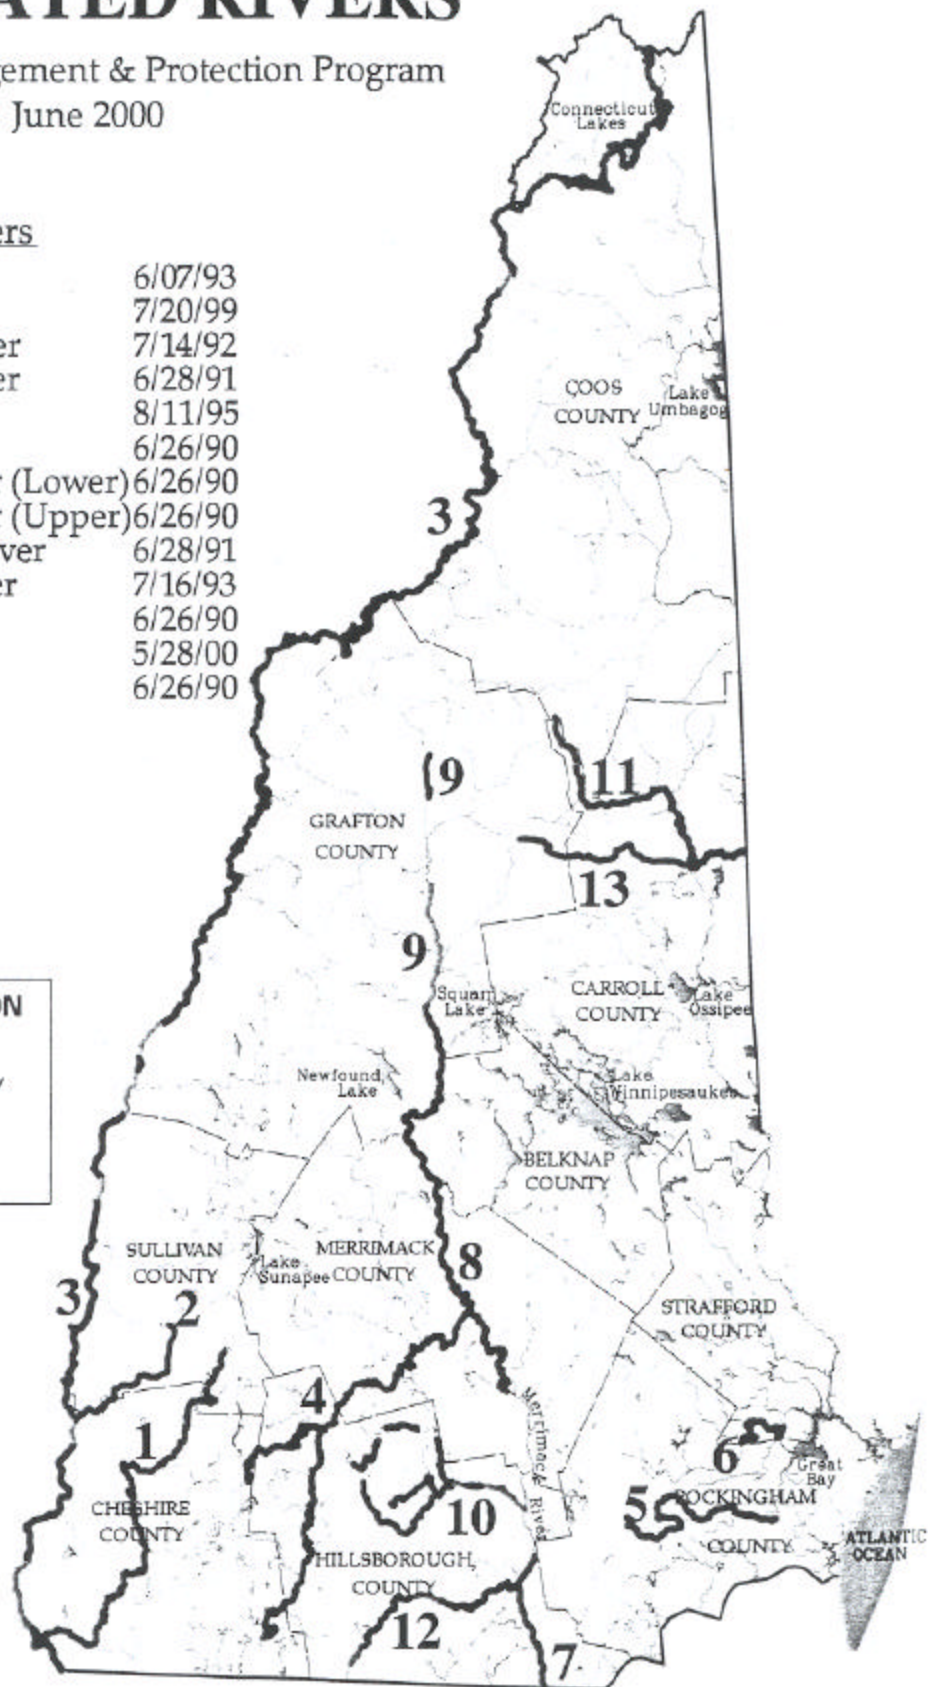 ATED RIVERS
gement & Protection Program
June 2000
ers
6/07/93
7/20/99
er 7/14/92
er 6/28/91
8/11/95
6/26/90
r (Lower) 6/26/90
r (Upper) 6/26/90
ver 6/28/91
er 7/16/93
6/26/90
5/28/00
6/26/90
ON
Connecticut
Lakes
COOS
COUNTY
Lake
Umbagog
3
9
11
GRAFTON
COUNTY
13
9
Squam
Lake
CARROLL
COUNTY
Lake
Ossipee
Newfound
Lake
Lake
Winnipesaukee
BELKNAP
COUNTY
SULLIVAN
COUNTY
Lake
Sunapee
MERRIMACK
COUNTY
8
3
2
STRAFFORD
COUNTY
4
Merrimack River
1
6
Great
Bay
CHESHIRE
COUNTY
10
5
ROCKINGHAM
COUNTY
ATLANTIC
OCEAN
HILLSBOROUGH
COUNTY
12
7